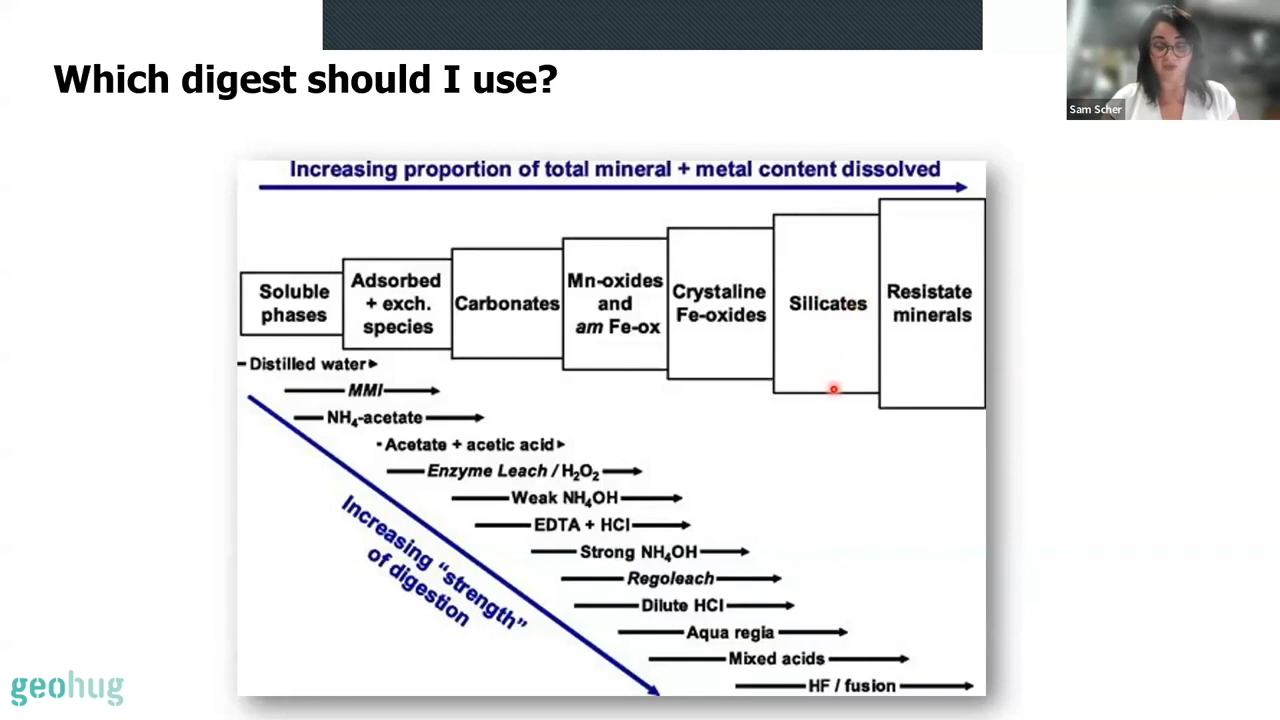 Which digest should I use?
Sam Scher
Increasing proportion of total mineral + metal content dissolved
Soluble
phases
Adsorbed
+ exch.
species
Carbonates
Mn-oxides
and
am Fe-ox
Crystaline
Fe-oxides
Silicates
Resistate
minerals
Distilled water
MMI
NH₄-acetate
Acetate + acetic acid
Enzyme Leach / H₂O₂
Weak NH₄OH
EDTA + HCl
Strong NH₄OH
Regoleach
Dilute HCl
Aqua regia
Mixed acids
HF / fusion
Increasing “strength”
of digestion
geohug